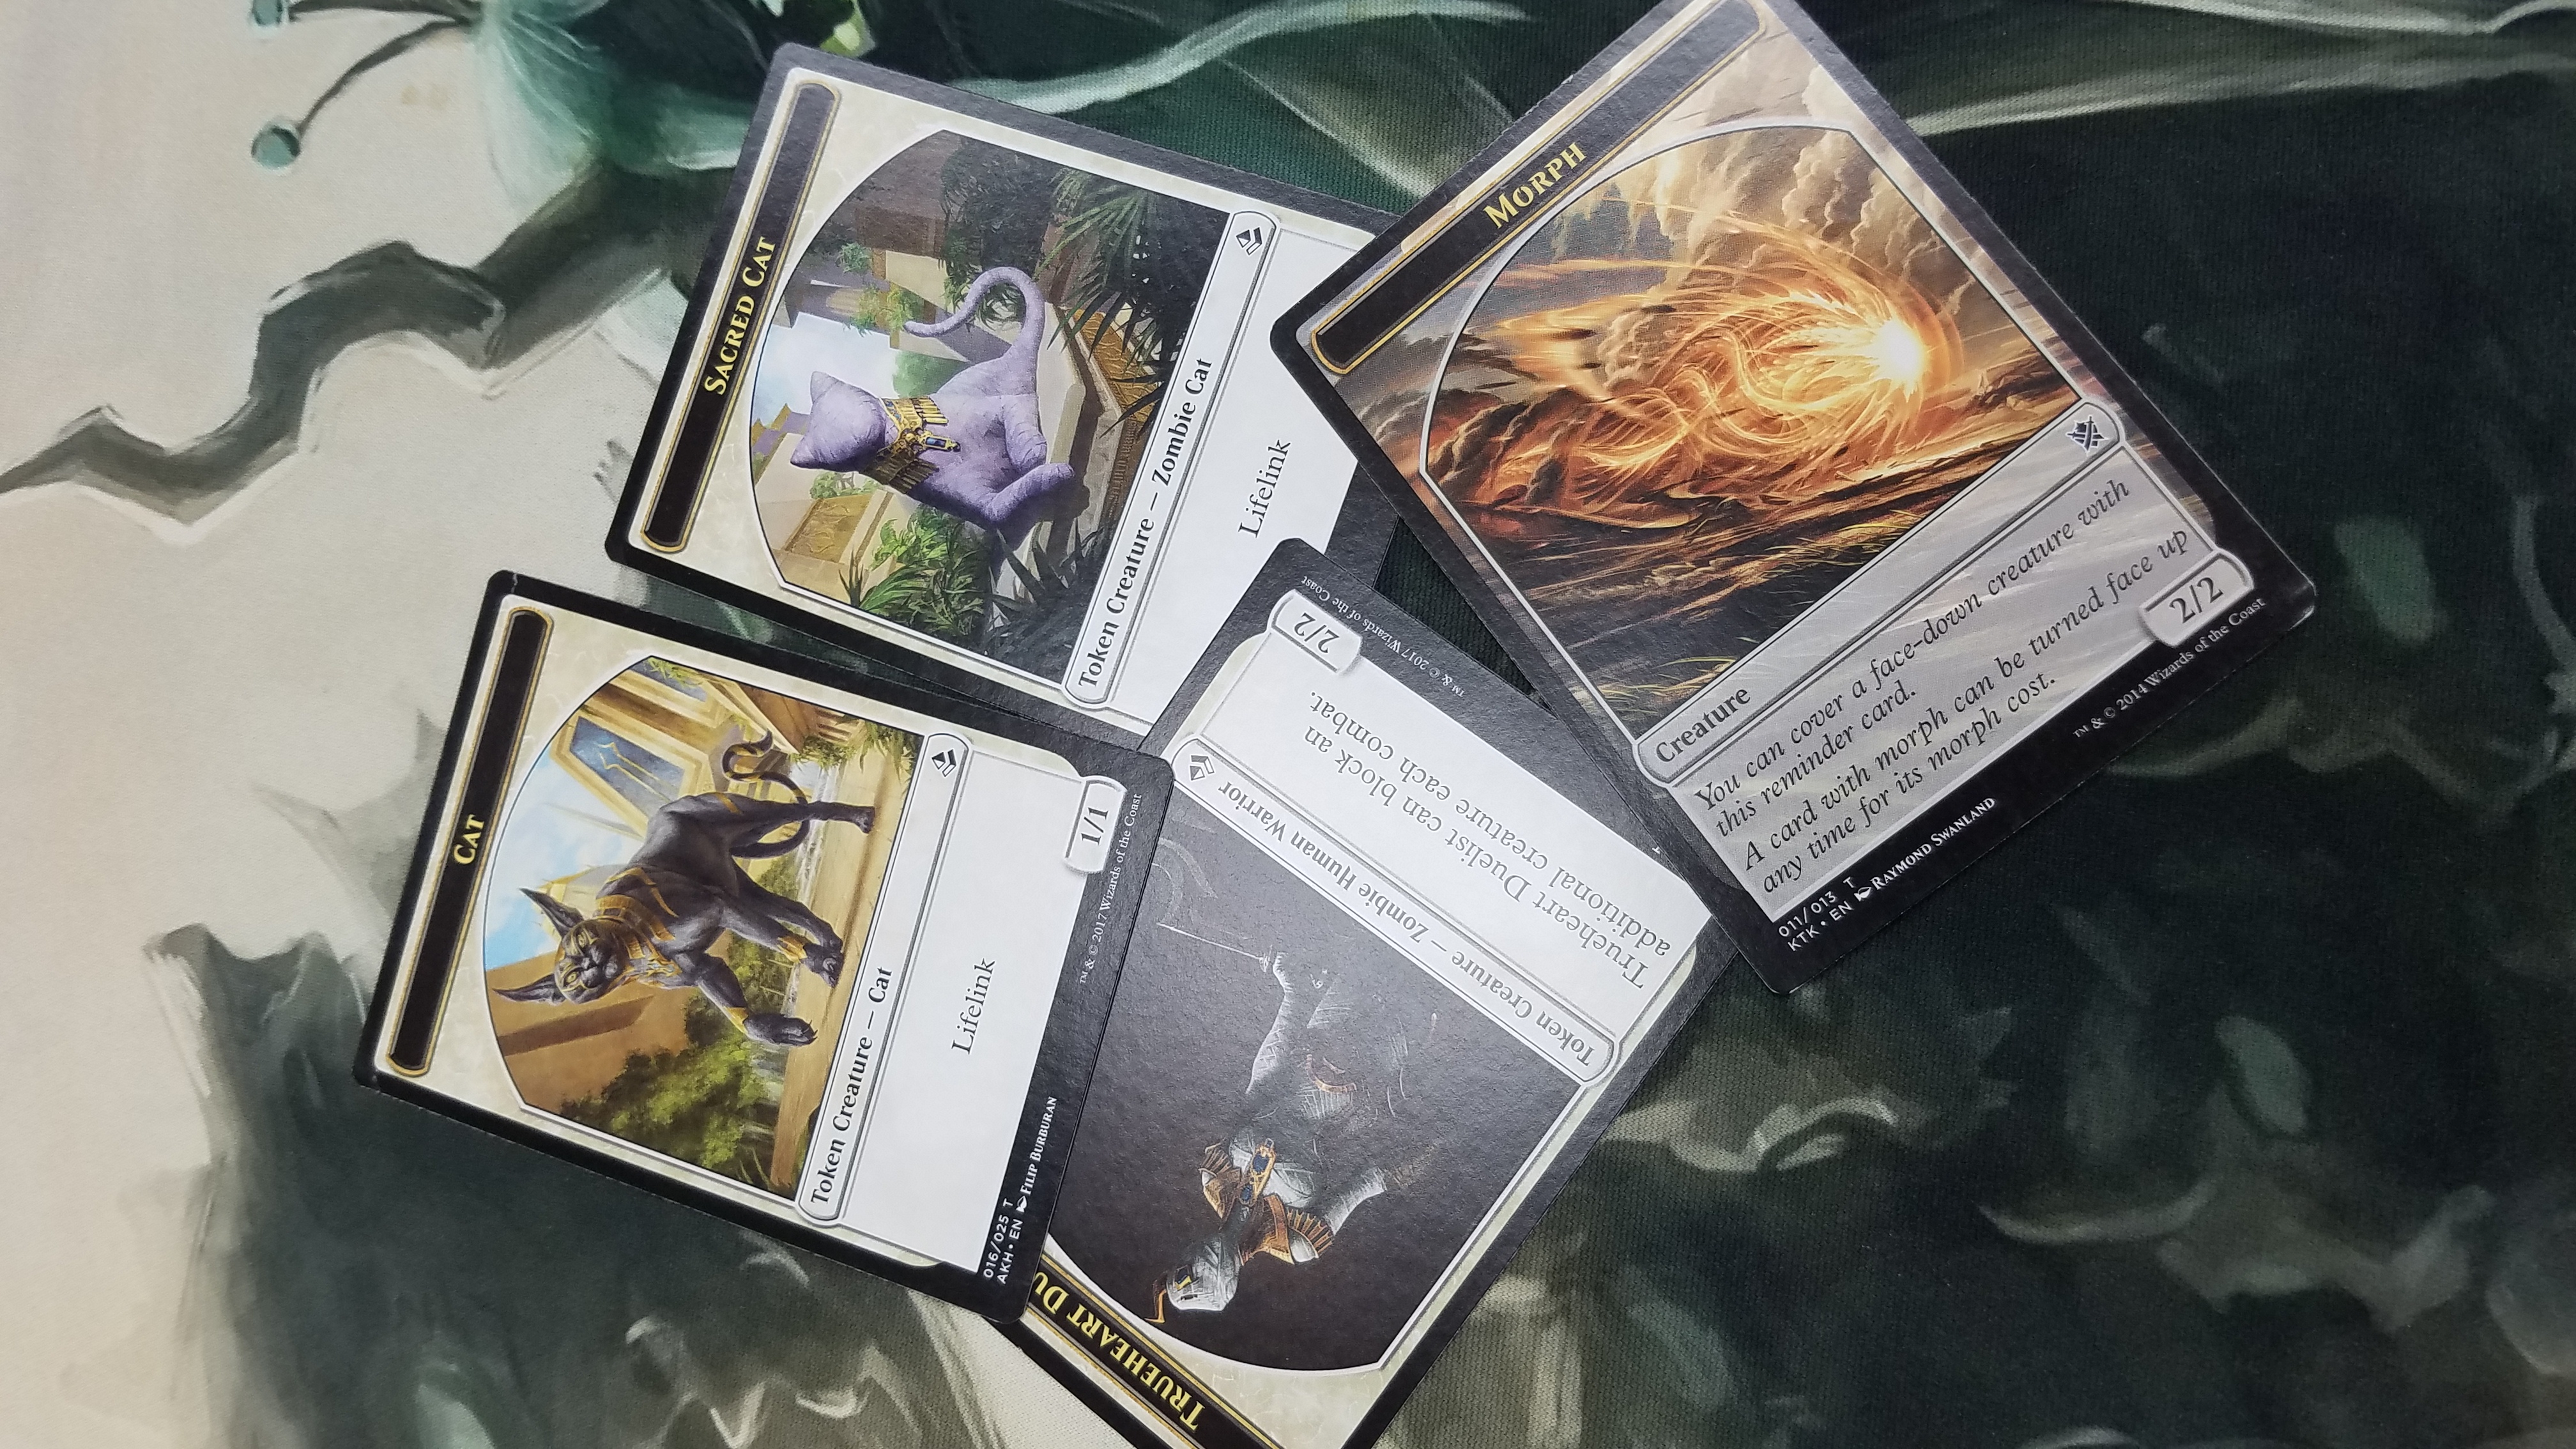 TRUEHEART DU
Token Creature — Zombie Human Warrior
Trueheart Duelist can block an
additional creature each combat.
2/2
™ & © 2017 Wizards of the Coast
CAT
Token Creature — Cat
Lifelink
1/1
016/025 T
AKH • EN FILIP BURBURAN
™ & © 2017 Wizards of the Coast
SACRED CAT
Token Creature — Zombie Cat
Lifelink
MORPH
Creature
You can cover a face-down creature with
this reminder card.
A card with morph can be turned face up
any time for its morph cost.
2/2
011/013 T
KTK • EN RAYMOND SWANLAND
™ & © 2014 Wizards of the Coast